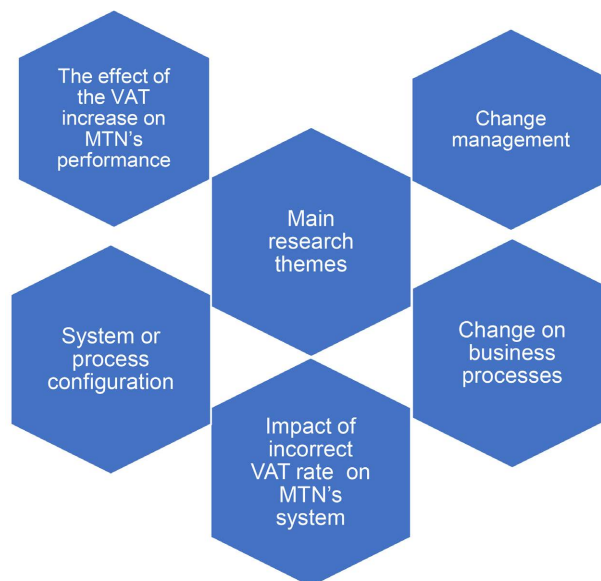 The effect of
the VAT
increase on
MTN's
performance
Change
management
Main
research
themes
System or
process
configuration
Change on
business
processes
Impact of
incorrect
VAT rate on
MTN's
system